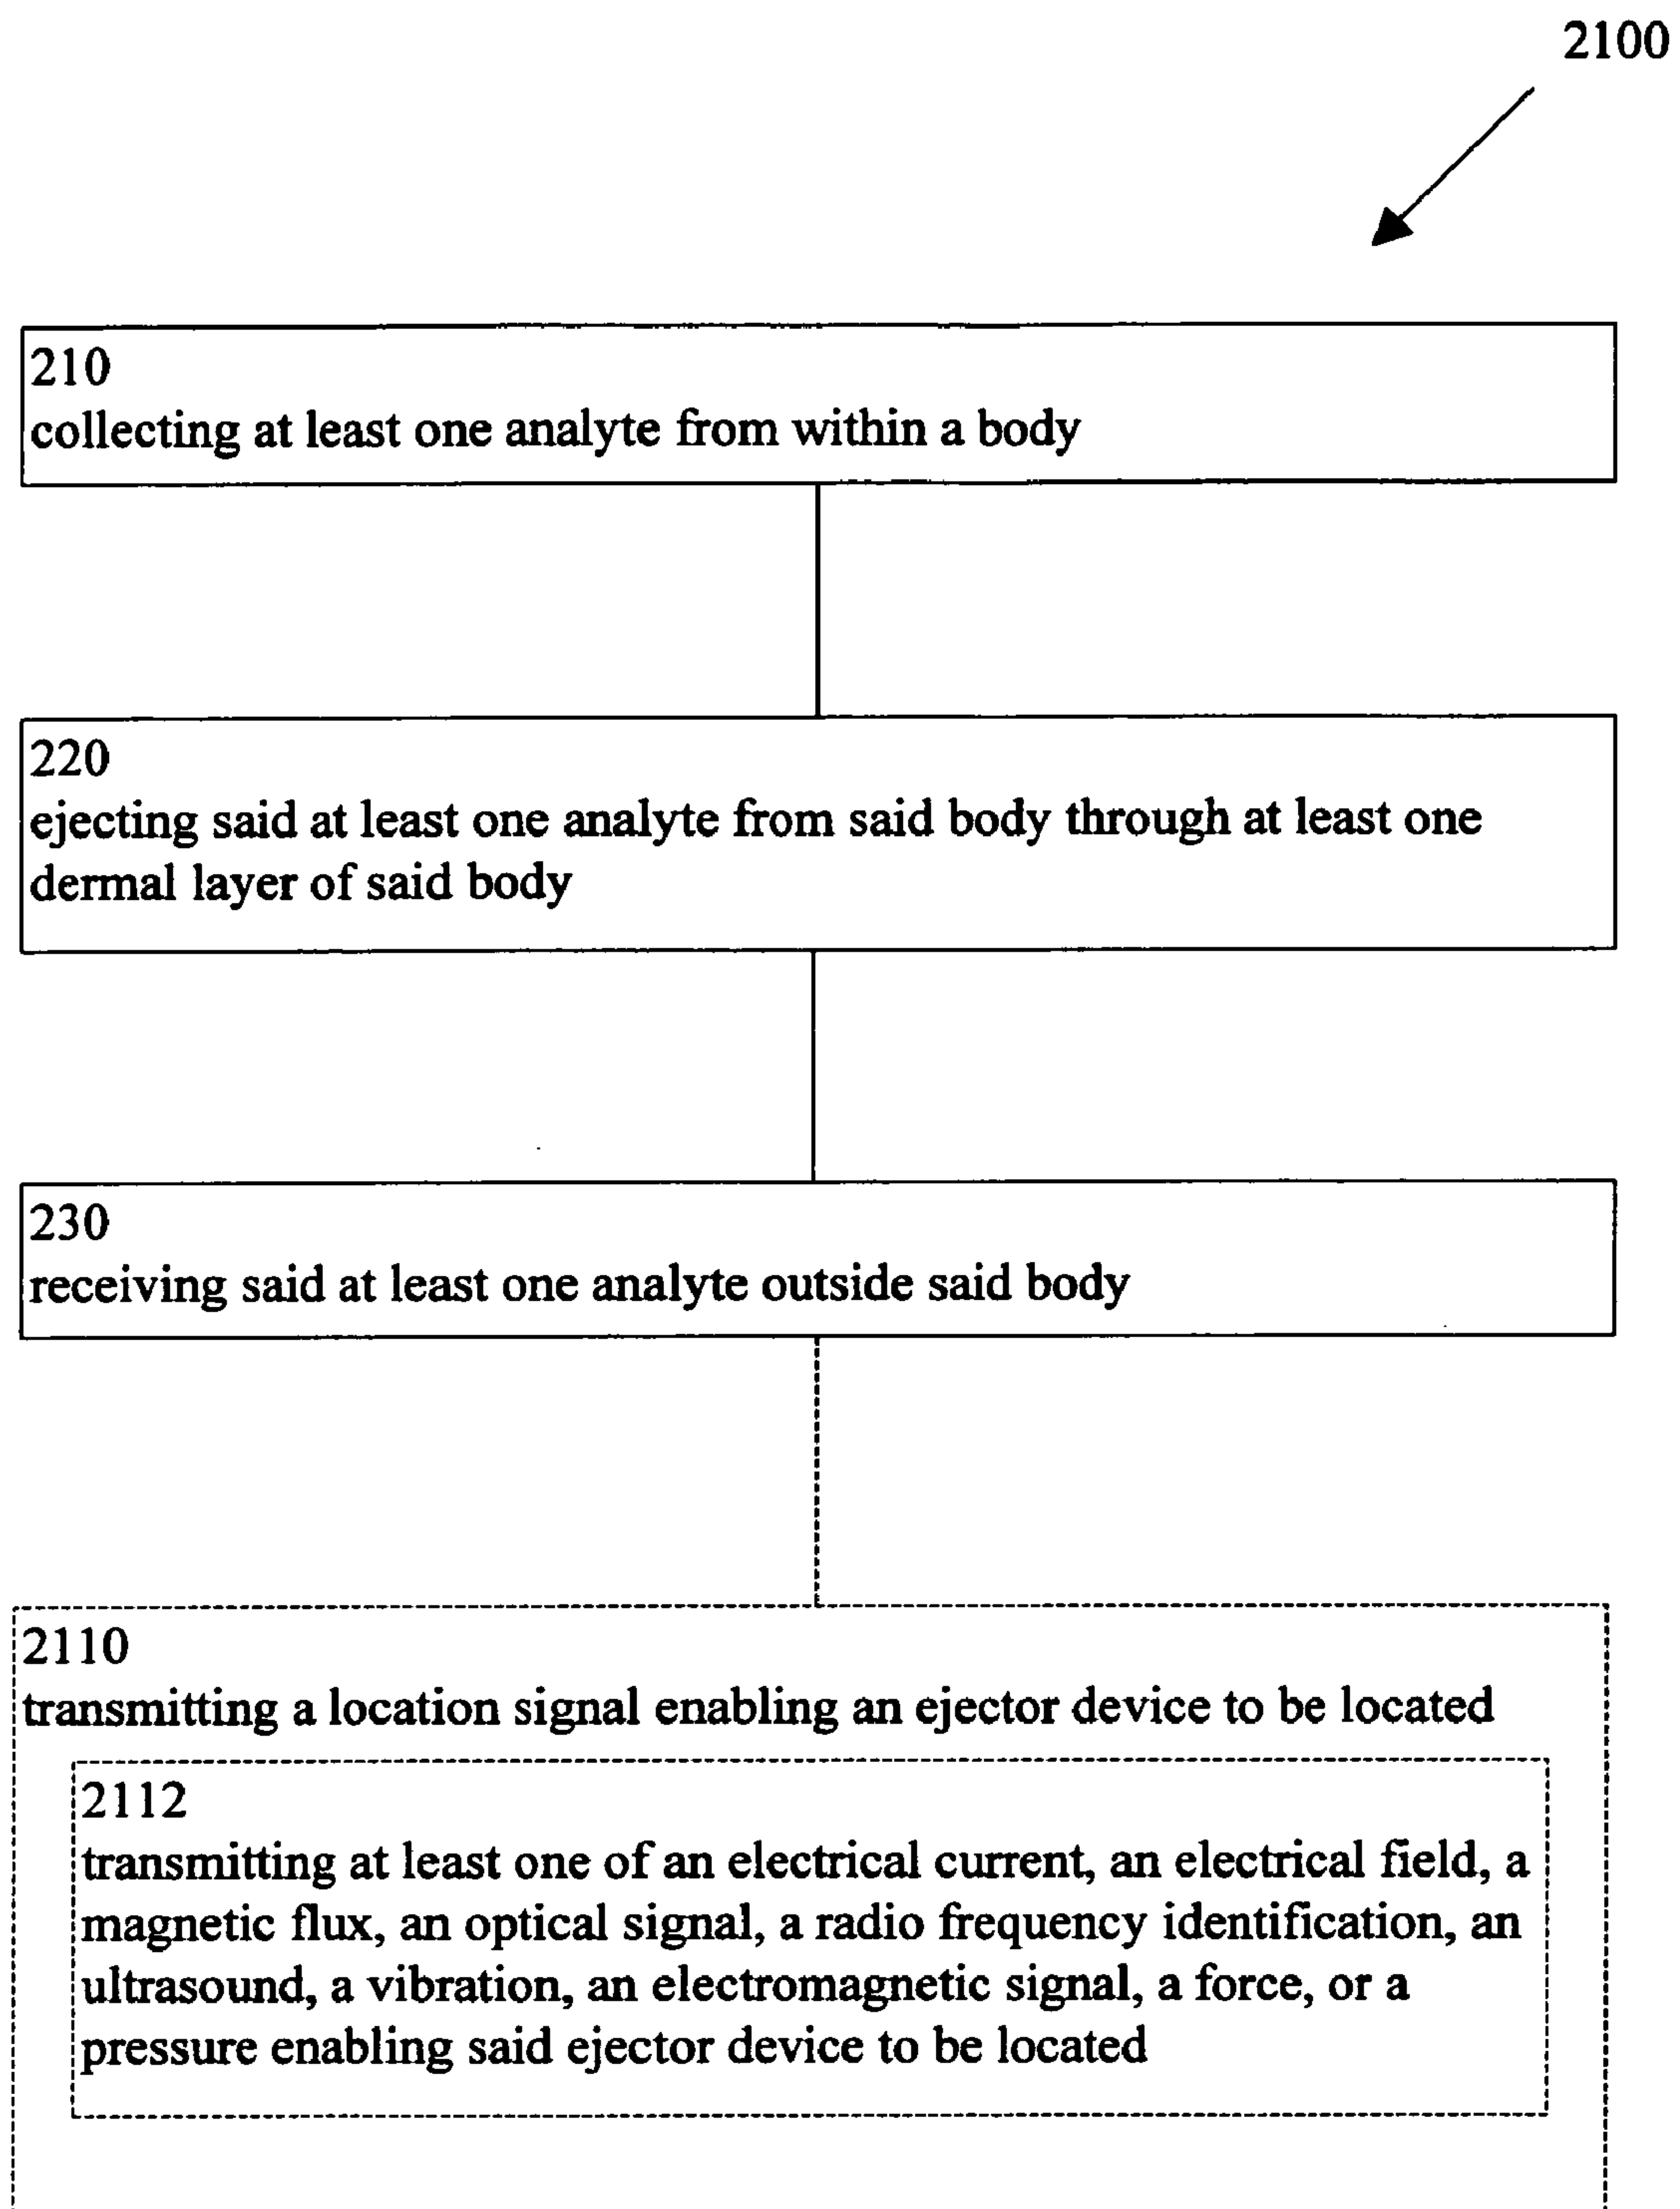 2100
210
collecting at least one analyte from within a body
220
ejecting said at least one analyte from said body through at least one
dermal layer of said body
230
receiving said at least one analyte outside said body
2110
transmitting a location signal enabling an ejector device to be located
2112
transmitting at least one of an electrical current, an electrical field, a
magnetic flux, an optical signal, a radio frequency identification, an
ultrasound, a vibration, an electromagnetic signal, a force, or a
pressure enabling said ejector device to be located